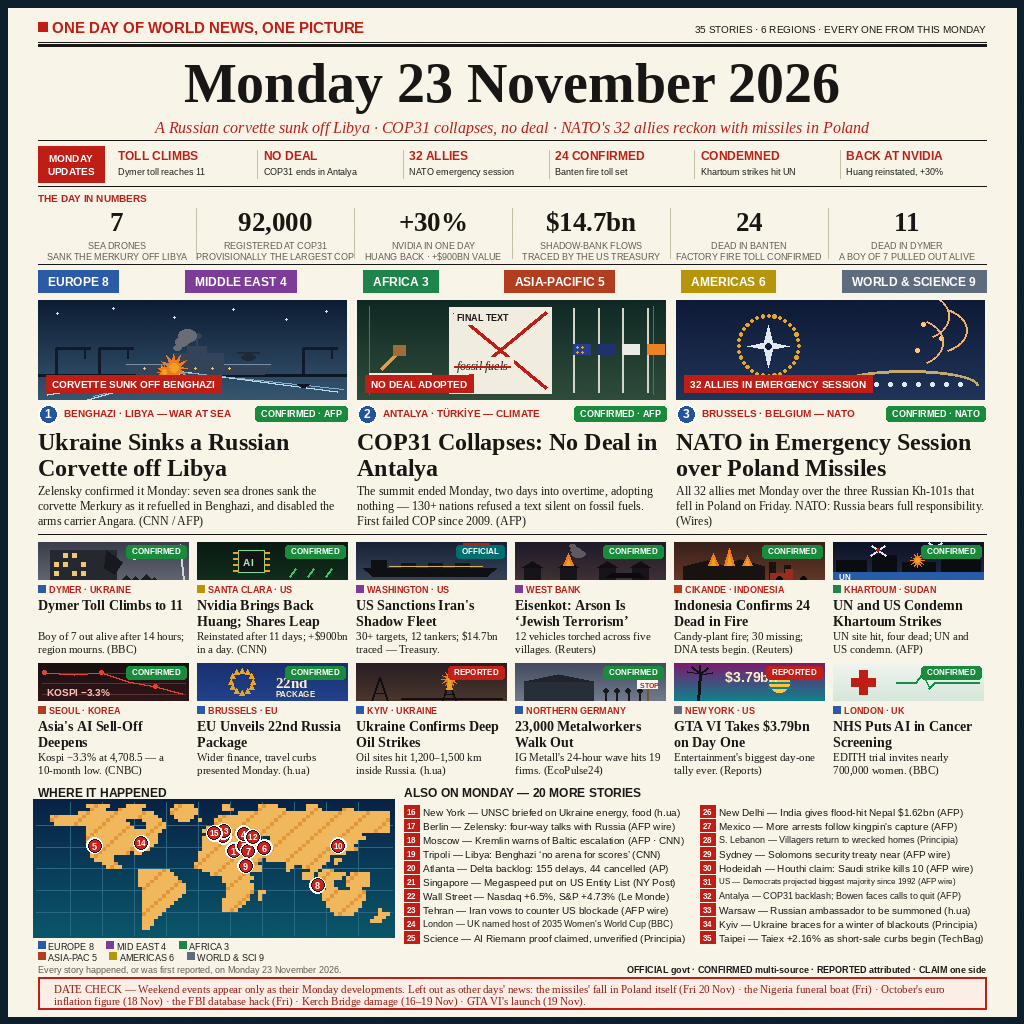 ONE DAY OF WORLD NEWS, ONE PICTURE
35 STORIES · 6 REGIONS · EVERY ONE FROM THIS MONDAY
Monday 23 November 2026
A Russian corvette sunk off Libya · COP31 collapses, no deal · NATO's 32 allies reckon with missiles in Poland
MONDAY
UPDATES
TOLL CLIMBS
Dymer toll reaches 11
NO DEAL
COP31 ends in Antalya
32 ALLIES
NATO emergency session
24 CONFIRMED
Banten fire toll set
CONDEMNED
Khartoum strikes hit UN
BACK AT NVIDIA
Huang reinstated, +30%
THE DAY IN NUMBERS
7
SEA DRONES
SANK THE MERKURY OFF LIBYA
92,000
REGISTERED AT COP31
PROVISIONALLY THE LARGEST COP
+30%
NVIDIA IN ONE DAY
HUANG BACK · +$900BN VALUE
$14.7bn
SHADOW-BANK FLOWS
TRACED BY THE US TREASURY
24
DEAD IN BANTEN
FACTORY FIRE TOLL CONFIRMED
11
DEAD IN DYMER
A BOY OF 7 PULLED OUT ALIVE
EUROPE 8
MIDDLE EAST 4
AFRICA 3
ASIA-PACIFIC 5
AMERICAS 6
WORLD & SCIENCE 9
CORVETTE SUNK OFF BENGHAZI
FINAL TEXT
fossil fuels
NO DEAL ADOPTED
32 ALLIES IN EMERGENCY SESSION
1 BENGHAZI · LIBYA — WAR AT SEA CONFIRMED · AFP
Ukraine Sinks a Russian
Corvette off Libya
Zelensky confirmed it Monday: seven sea drones sank the
corvette Merkury as it refuelled in Benghazi, and disabled the
arms carrier Angara. (CNN / AFP)
2 ANTALYA · TÜRKİYE — CLIMATE CONFIRMED · AFP
COP31 Collapses: No Deal in
Antalya
The summit ended Monday, two days into overtime, adopting
nothing — 130+ nations refused a text silent on fossil fuels.
First failed COP since 2009. (AFP)
3 BRUSSELS · BELGIUM — NATO CONFIRMED · NATO
NATO in Emergency Session
over Poland Missiles
All 32 allies met Monday over the three Russian Kh-101s that
fell in Poland on Friday. NATO: Russia bears full responsibility.
(Wires)
CONFIRMED
DYMER · UKRAINE
Dymer Toll Climbs to 11
Boy of 7 out alive after 14 hours;
region mourns. (BBC)
AI
CONFIRMED
SANTA CLARA · US
Nvidia Brings Back
Huang; Shares Leap
Reinstated after 11 days; +$900bn
in a day. (CNN)
OFFICIAL
WASHINGTON · US
US Sanctions Iran's
Shadow Fleet
30+ targets, 12 tankers; $14.7bn
traced — Treasury.
CONFIRMED
WEST BANK
Eisenkot: Arson Is
‘Jewish Terrorism’
12 vehicles torched across five
villages. (Reuters)
CONFIRMED
CIKANDE · INDONESIA
Indonesia Confirms 24
Dead in Fire
Candy-plant fire; 30 missing;
DNA tests begin. (Reuters)
CONFIRMED
UN
KHARTOUM · SUDAN
UN and US Condemn
Khartoum Strikes
UN site hit, four dead; UN and
US condemn. (AFP)
CONFIRMED
KOSPI −3.3%
SEOUL · KOREA
Asia's AI Sell-Off
Deepens
Kospi −3.3% at 4,708.5 — a
10-month low. (CNBC)
CONFIRMED
22nd
PACKAGE
BRUSSELS · EU
EU Unveils 22nd Russia
Package
Wider finance, travel curbs
presented Monday. (h.ua)
REPORTED
KYIV · UKRAINE
Ukraine Confirms Deep
Oil Strikes
Oil sites hit 1,200–1,500 km
inside Russia. (h.ua)
CONFIRMED
STOP
NORTHERN GERMANY
23,000 Metalworkers
Walk Out
IG Metall's 24-hour wave hits 19
firms. (EcoPulse24)
REPORTED
$3.79b
NEW YORK · US
GTA VI Takes $3.79bn
on Day One
Entertainment's biggest day-one
tally ever. (Reports)
CONFIRMED
LONDON · UK
NHS Puts AI in Cancer
Screening
EDITH trial invites nearly
700,000 women. (BBC)
WHERE IT HAPPENED
5
14
15
3
12
1
7
6
9
10
8
EUROPE 8 MID EAST 4 AFRICA 3
ASIA-PAC 5 AMERICAS 6 WORLD & SCI 9
Every story happened, or was first reported, on Monday 23 November 2026.
ALSO ON MONDAY — 20 MORE STORIES
16 New York — UNSC briefed on Ukraine energy, food (h.ua)
17 Berlin — Zelensky: four-way talks with Russia (AFP wire)
18 Moscow — Kremlin warns of Baltic escalation (AFP · CNN)
19 Tripoli — Libya: Benghazi ‘no arena for scores’ (CNN)
20 Atlanta — Delta backlog: 155 delays, 44 cancelled (AP)
21 Singapore — Megaspeed put on US Entity List (NY Post)
22 Wall Street — Nasdaq +6.5%, S&P +4.73% (Le Monde)
23 Tehran — Iran vows to counter US blockade (AFP wire)
24 London — UK named host of 2035 Women's World Cup (BBC)
25 Science — AI Riemann proof claimed, unverified (Principia)
26 New Delhi — India gives flood-hit Nepal $1.62bn (AFP)
27 Mexico — More arrests follow kingpin's capture (AFP)
28 S. Lebanon — Villagers return to wrecked homes (Principia)
29 Sydney — Solomons security treaty near (AFP wire)
30 Hodeidah — Houthi claim: Saudi strike kills 10 (AFP wire)
31 US — Democrats projected biggest majority since 1992 (AFP wire)
32 Antalya — COP31 backlash; Bowen faces calls to quit (AFP)
33 Warsaw — Russian ambassador to be summoned (h.ua)
34 Kyiv — Ukraine braces for a winter of blackouts (Principia)
35 Taipei — Taiex +2.16% as short-sale curbs begin (TechBag)
OFFICIAL govt · CONFIRMED multi-source · REPORTED attributed · CLAIM one side
DATE CHECK — Weekend events appear only as their Monday developments. Left out as other days' news: the missiles' fall in Poland itself (Fri 20 Nov) · the Nigeria funeral boat (Fri) · October's euro
inflation figure (18 Nov) · the FBI database hack (Fri) · Kerch Bridge damage (16–19 Nov) · GTA VI's launch (19 Nov).